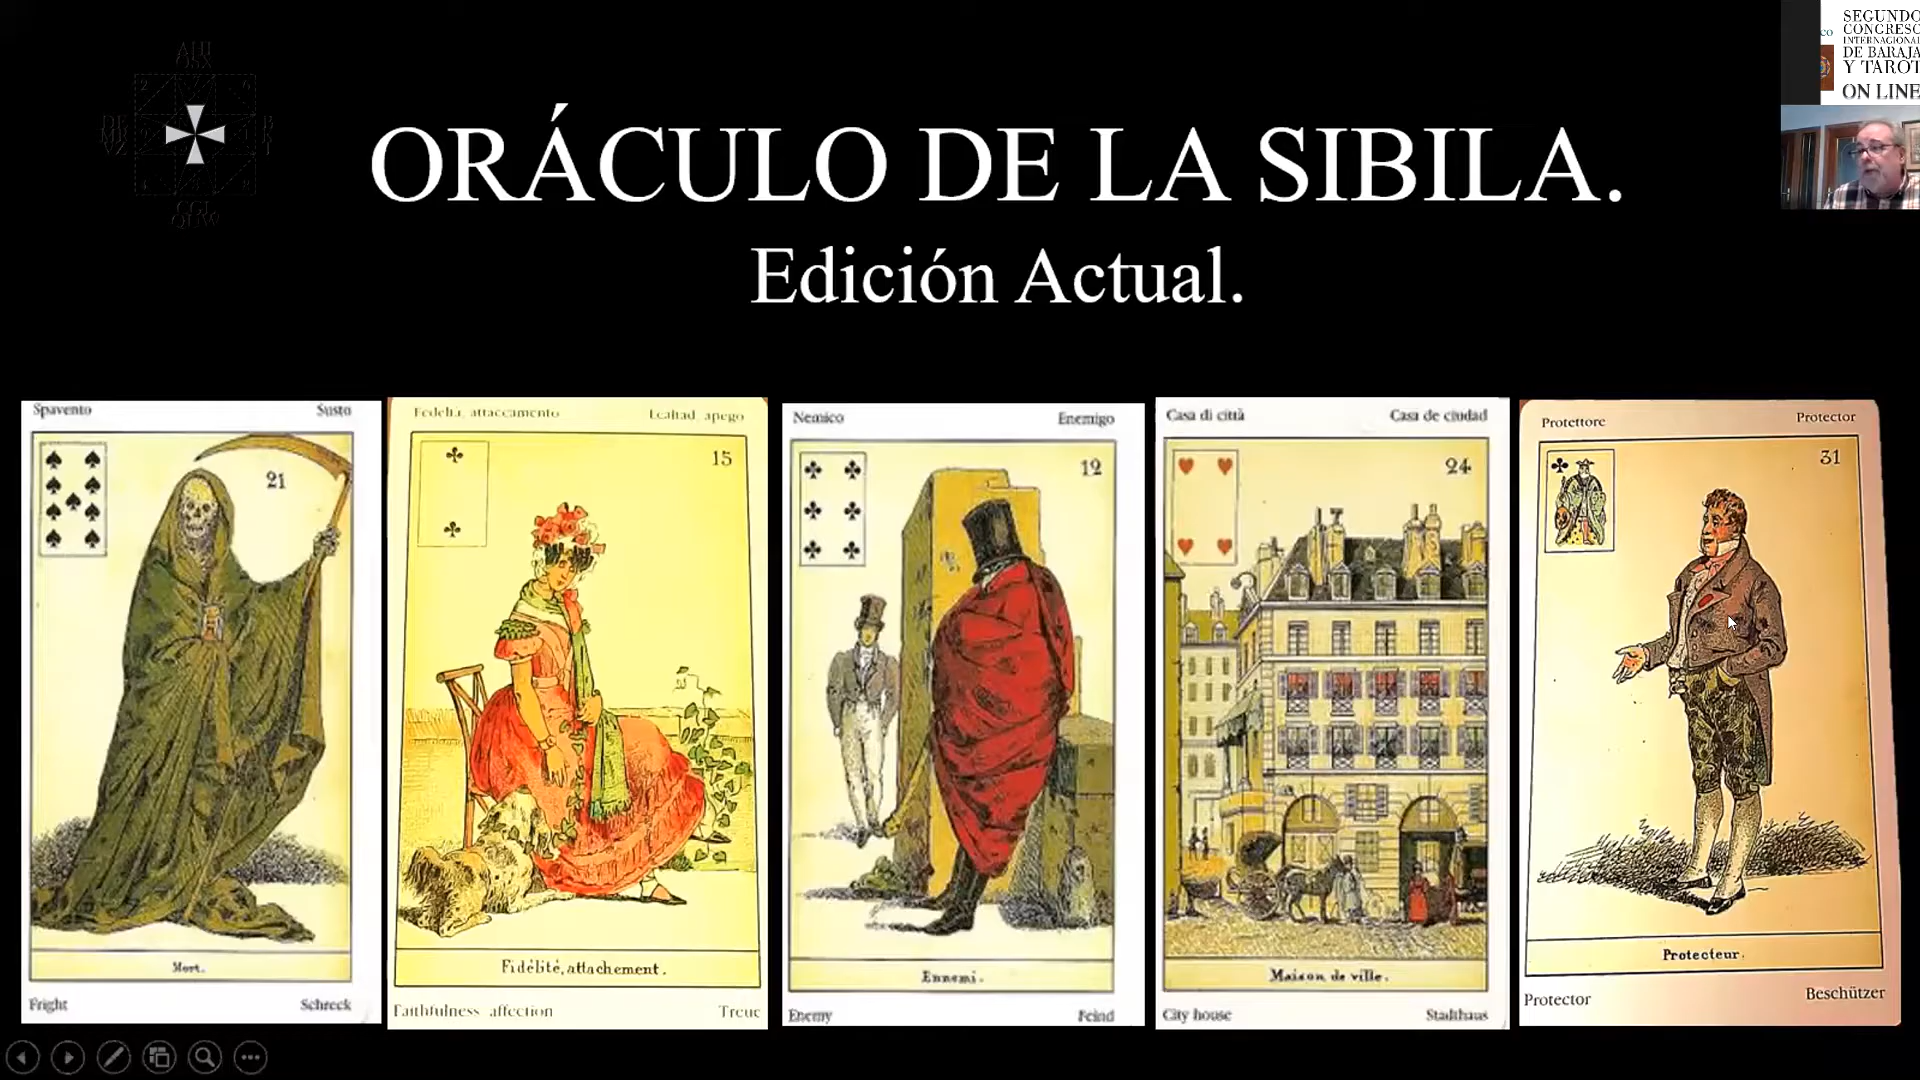 SEGUNDO
CONGRESO
INTERNACIONAL
DE BARAJA
Y TAROT
ON LINE
co
ORÁCULO DE LA SIBILA.
Edición Actual.
Spavento Susto
21
Mort.
Fright Schreck
Fedeltà, attaccamento Lealtad, apego
15
Fidélité, attachement.
Faithfulness affection Treue
Nemico Enemigo
12
Ennemi.
Enemy Feind
Casa di città Casa de ciudad
24
Maison de ville.
City house Stadthaus
Protettore Protector
31
Protecteur.
Protector Beschützer